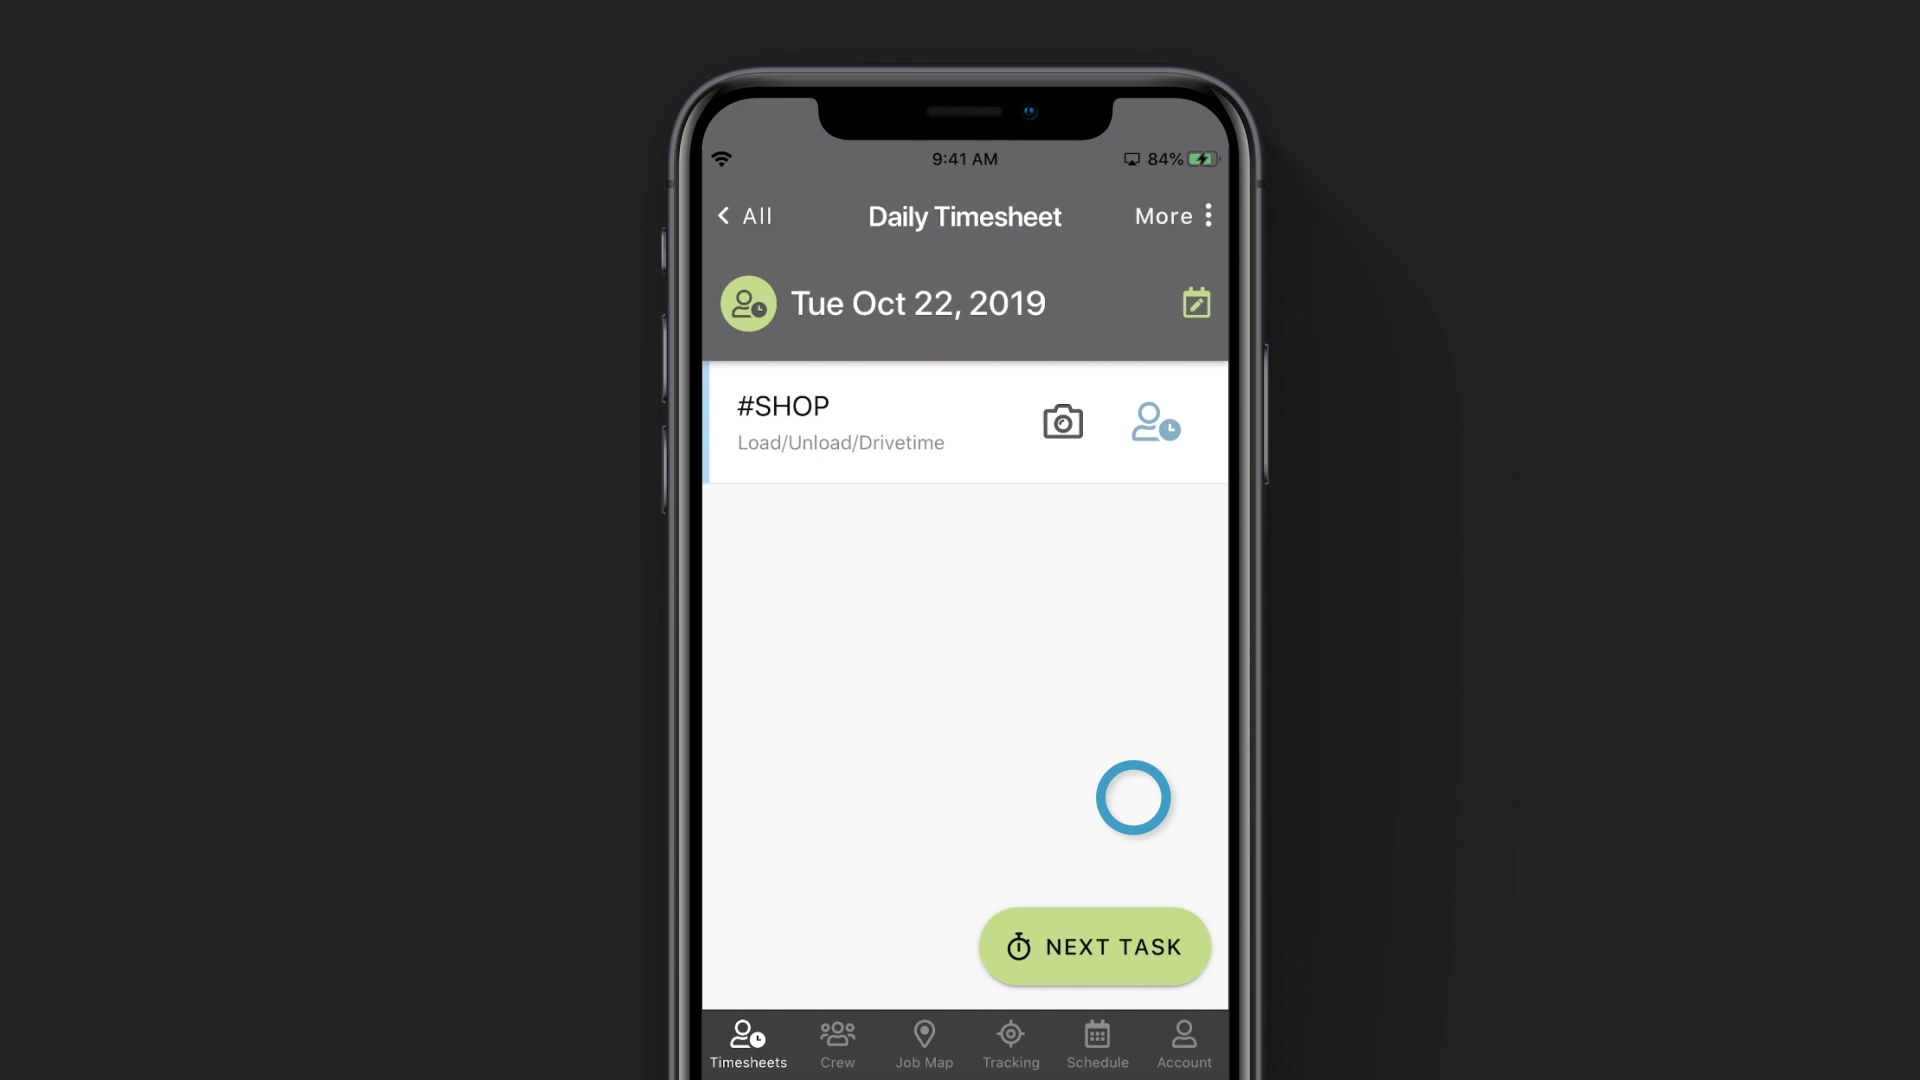 9:41 AM
84%
All
Daily Timesheet
More
Tue Oct 22, 2019
#SHOP
Load/Unload/Drivetime
NEXT TASK
Timesheets
Crew
Job Map
Tracking
Schedule
Account